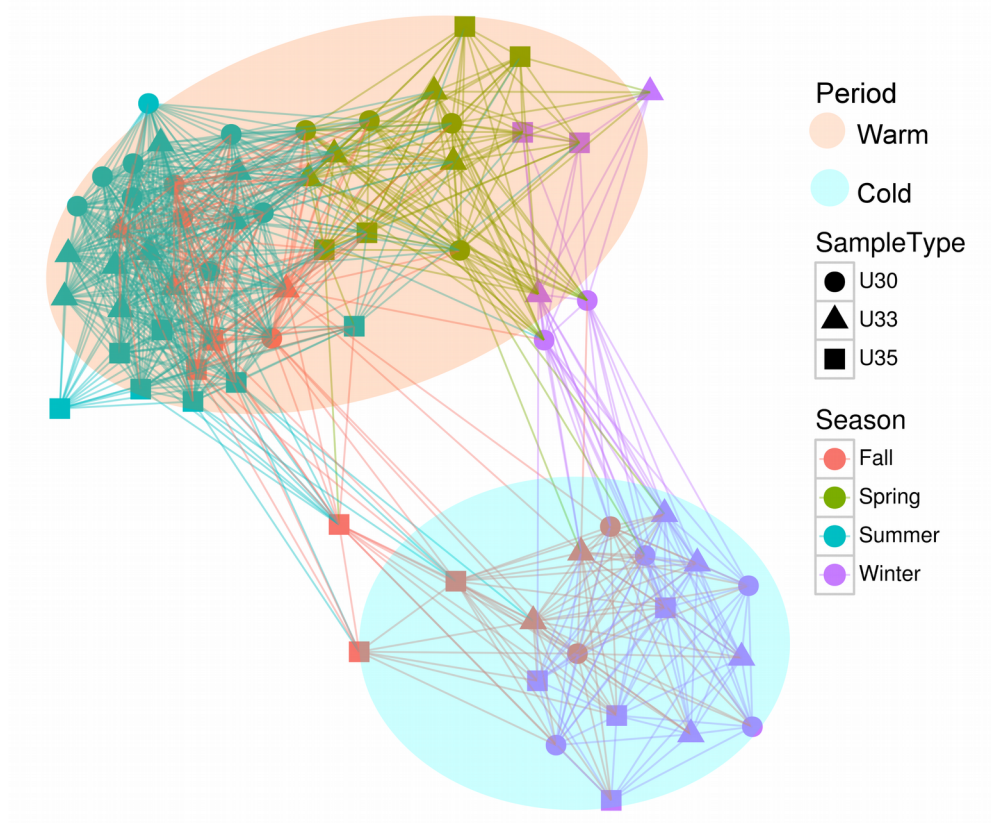 Period
Warm
Cold
SampleType
U30
U33
U35
Season
Fall
Spring
Summer
Winter